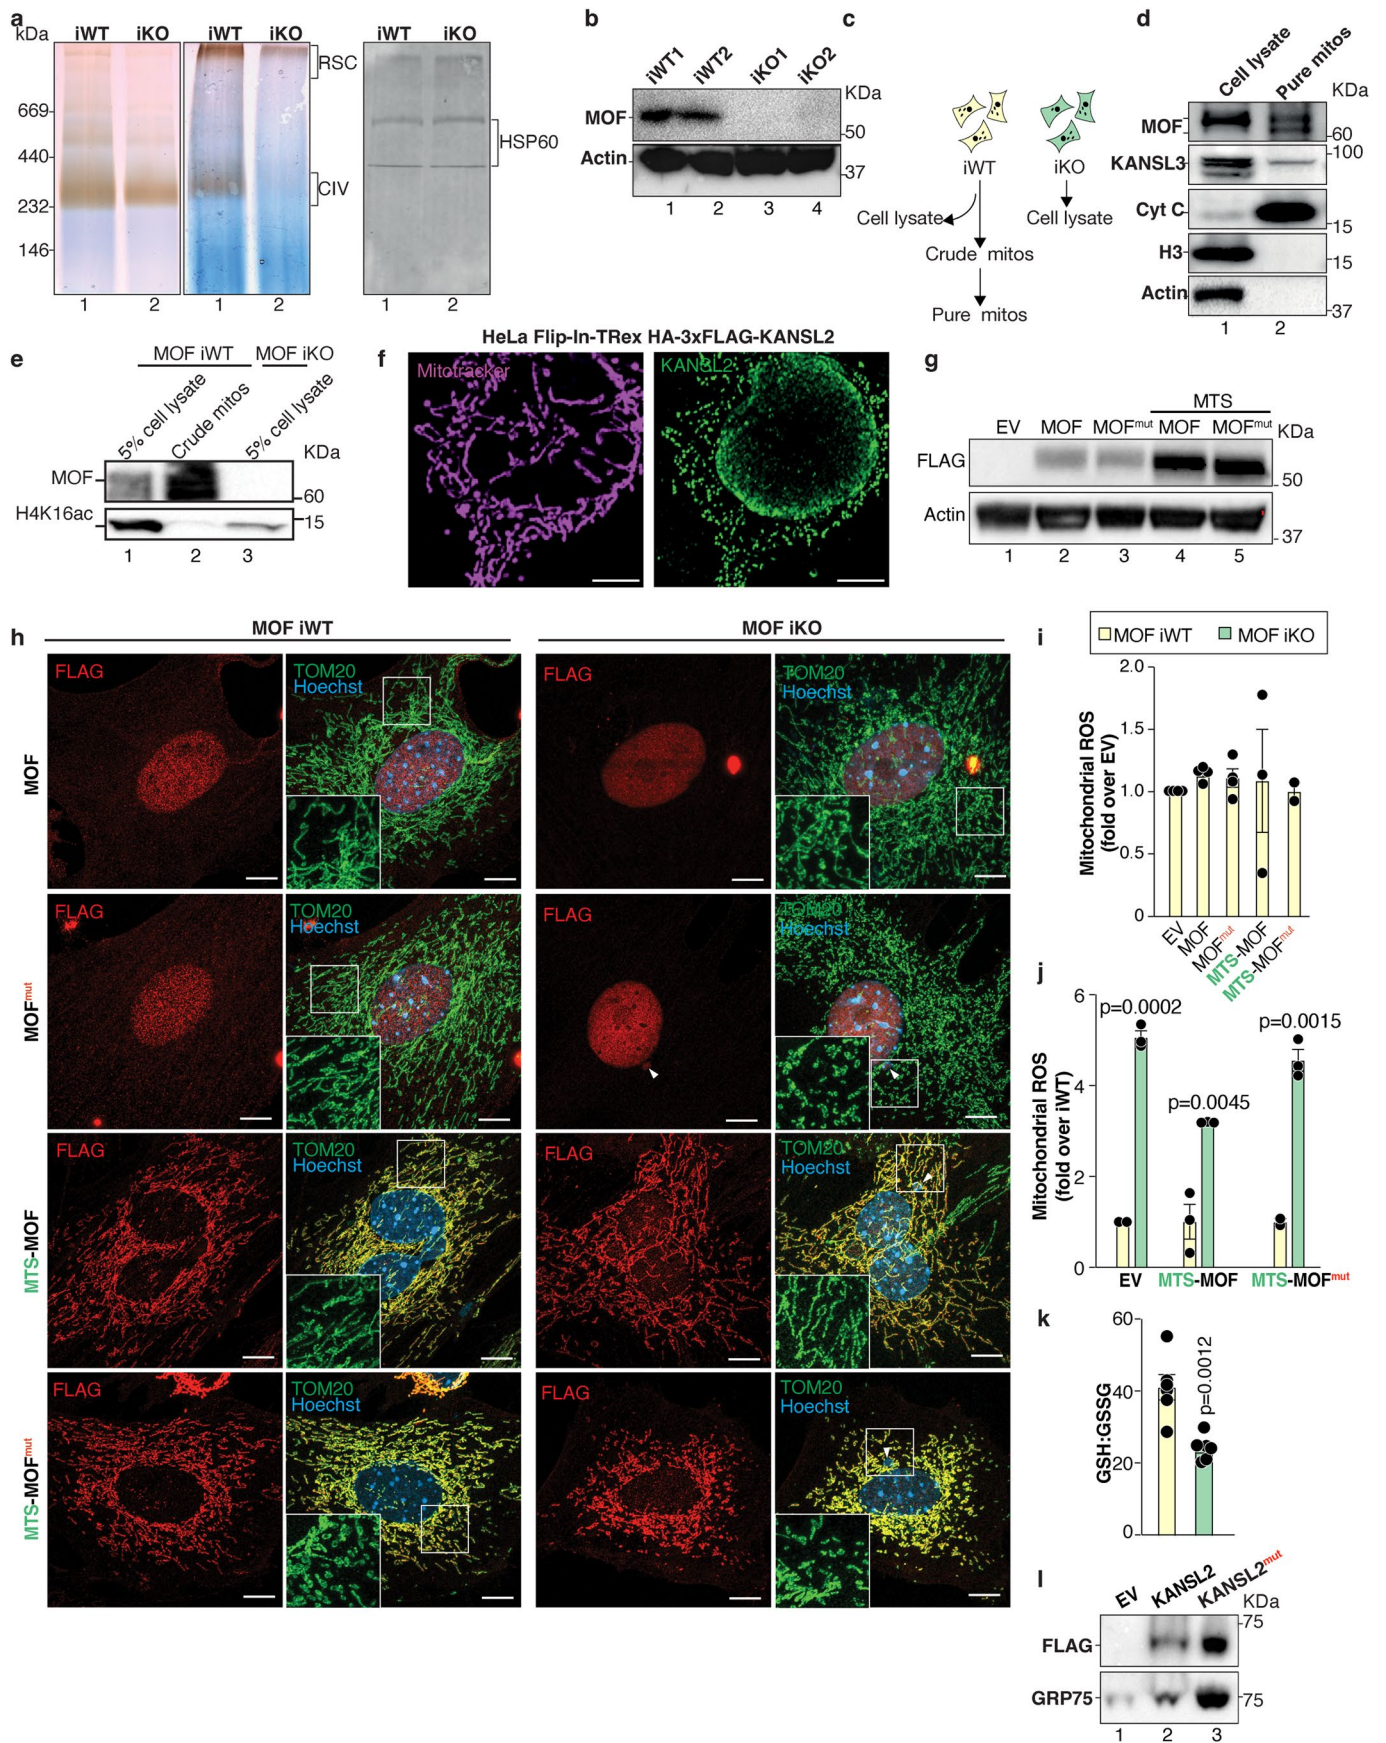 a
kDa iWT iKO iWT iKO iWT iKO
RSC
669
440
HSP60
CIV
232
146
1 2 1 2 1 2
b
iWT1 iWT2 iKO1 iKO2
KDa
MOF
50
Actin
37
1 2 3 4
c
iWT iKO
Cell lysate Cell lysate
Crude mitos
Pure mitos
d
Cell lysate Pure mitos
KDa
MOF
60
100
KANSL3
Cyt C
15
H3
15
Actin
37
1 2
e
MOF iWT MOF iKO
5% cell lysate Crude mitos 5% cell lysate
KDa
MOF
60
H4K16ac 15
1 2 3
f
HeLa Flip-In-TRex HA-3xFLAG-KANSL2
Mitotracker KANSL2
g
MTS
EV MOF MOFmut MOF MOFmut KDa
FLAG
50
Actin
37
1 2 3 4 5
h
MOF iWT MOF iKO
MOF
FLAG TOM20 FLAG TOM20
Hoechst Hoechst
MOFmut
FLAG TOM20 FLAG TOM20
Hoechst Hoechst
MTS-MOF
FLAG TOM20 FLAG TOM20
Hoechst Hoechst
MTS-MOFmut
FLAG TOM20 FLAG TOM20
Hoechst Hoechst
i
MOF iWT MOF iKO
Mitochondrial ROS
(fold over EV)
2.0
1.5
1.0
0.5
0
EV MOF MOFmut MTS-MOF MTS-MOFmut
j
Mitochondrial ROS
(fold over iWT)
6
4
2
0
p=0.0002
p=0.0045
p=0.0015
EV MTS-MOF MTS-MOFmut
k
GSH:GSSG
60
40
20
0
p=0.0012
l
EV KANSL2 KANSL2mut
KDa
75
FLAG
GRP75 75
1 2 3